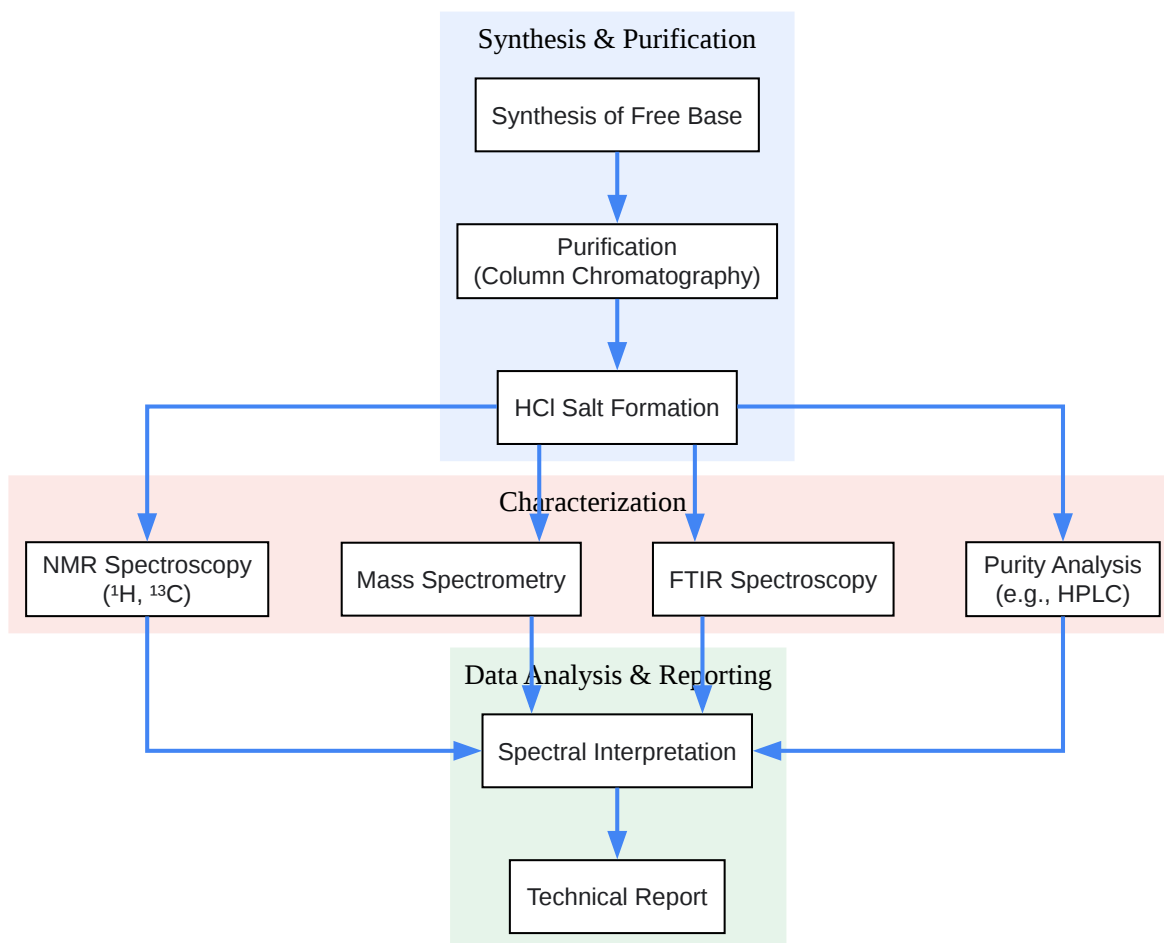 Synthesis & Purification
Synthesis of Free Base
Purification
(Column Chromatography)
HCl Salt Formation
Characterization
NMR Spectroscopy
(¹H, ¹³C)
Mass Spectrometry
FTIR Spectroscopy
Purity Analysis
(e.g., HPLC)
Data Analysis & Reporting
Spectral Interpretation
Technical Report